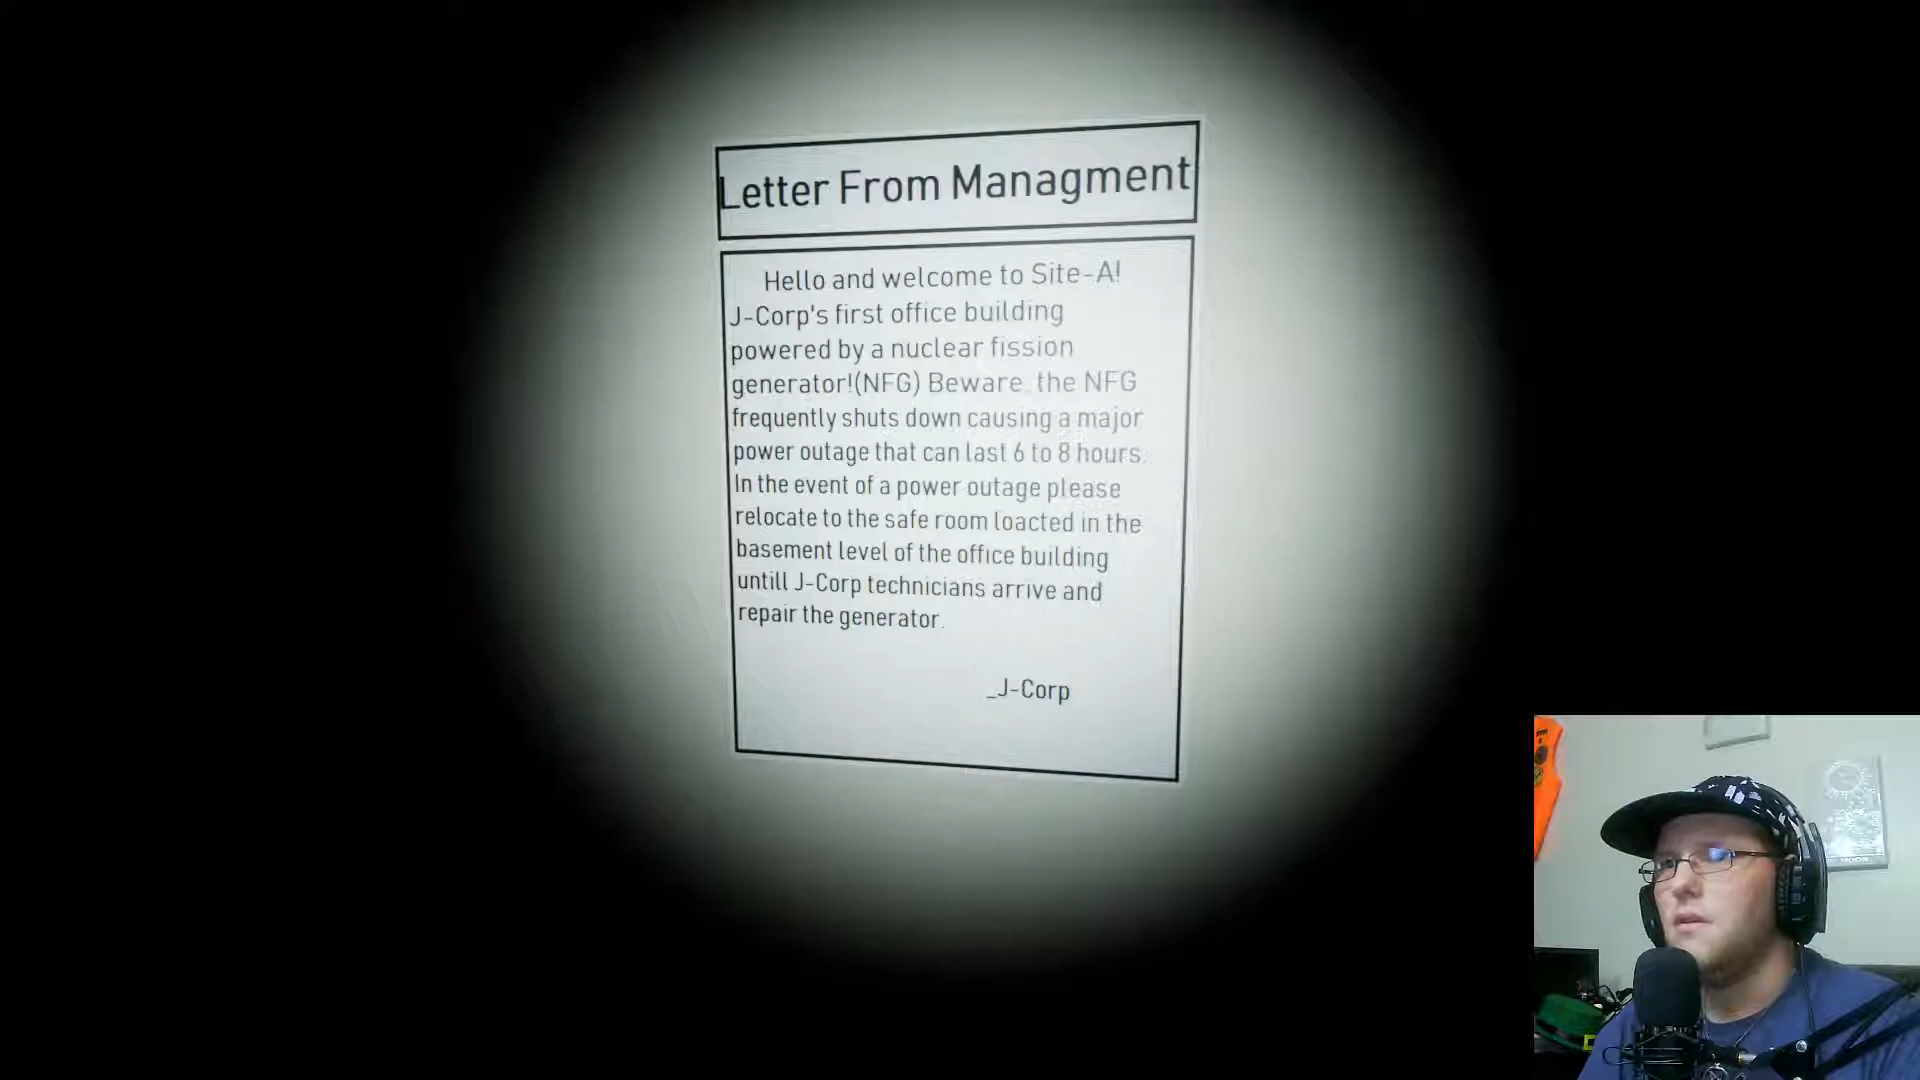 Letter From Managment
Hello and welcome to Site-A!
J-Corp's first office building
powered by a nuclear fission
generator!(NFG) Beware, the NFG
frequently shuts down causing a major
power outage that can last 6 to 8 hours.
In the event of a power outage please
relocate to the safe room loacted in the
basement level of the office building
untill J-Corp technicians arrive and
repair the generator.
_J-Corp